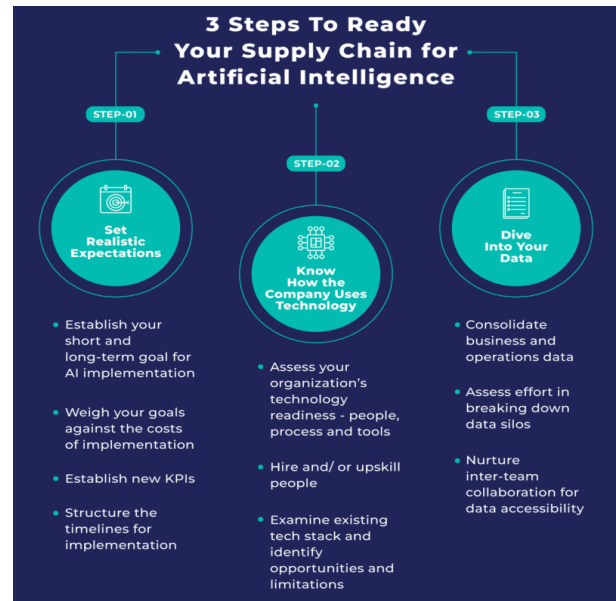 3 Steps To Ready
Your Supply Chain for
Artificial Intelligence
STEP-01
Set
Realistic
Expectations
• Establish your
short and
long-term goal for
AI implementation
• Weigh your goals
against the costs
of implementation
• Establish new KPIs
• Structure the
timelines for
implementation
STEP-02
Know
How the
Company Uses
Technology
• Assess your
organization's
technology
readiness - people,
process and tools
• Hire and/ or upskill
people
• Examine existing
tech stack and
identify
opportunities and
limitations
STEP-03
Dive
Into Your
Data
• Consolidate
business and
operations data
• Assess effort in
breaking down
data silos
• Nurture
inter-team
collaboration for
data accessibility